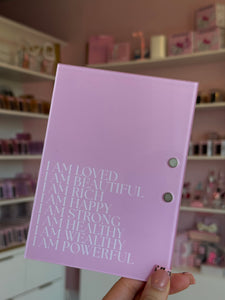 I AM LOVED
I AM BEAUTIFUL
I AM RICH
I AM HAPPY
I AM STRONG
I AM HEALTHY
I AM WEALTHY
I AM POWERFUL